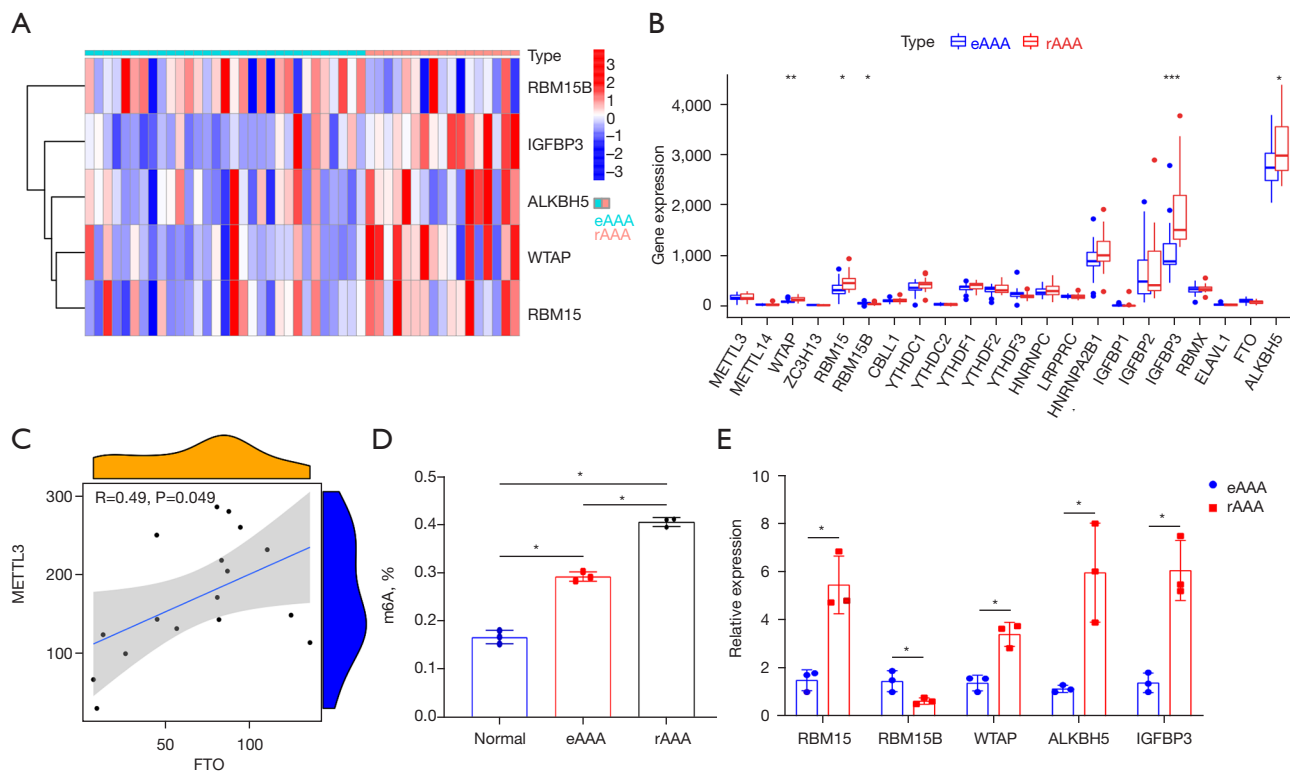 A
Type
3
2
1
0
−1
−2
−3
eAAA
rAAA
RBM15B
IGFBP3
ALKBH5
WTAP
RBM15
B
Type eAAA rAAA
Gene expression
4,000
3,000
2,000
1,000
0
** * * *** *
METTL3
METTL14
WTAP
ZC3H13
RBM15
RBM15B
CBLL1
YTHDC1
YTHDC2
YTHDF1
YTHDF2
YTHDF3
HNRNPC
LRPPRC
HNRNPA2B1
IGFBP1
IGFBP2
IGFBP3
RBMX
ELAVL1
FTO
ALKBH5
C
R=0.49, P=0.049
METTL3
300
200
100
50 100
FTO
D
m6A, %
0.5
0.4
0.3
0.2
0.1
0.0
*
*
*
Normal eAAA rAAA
E
Relative expression
10
8
6
4
2
0
eAAA
rAAA
* * * * *
RBM15 RBM15B WTAP ALKBH5 IGFBP3